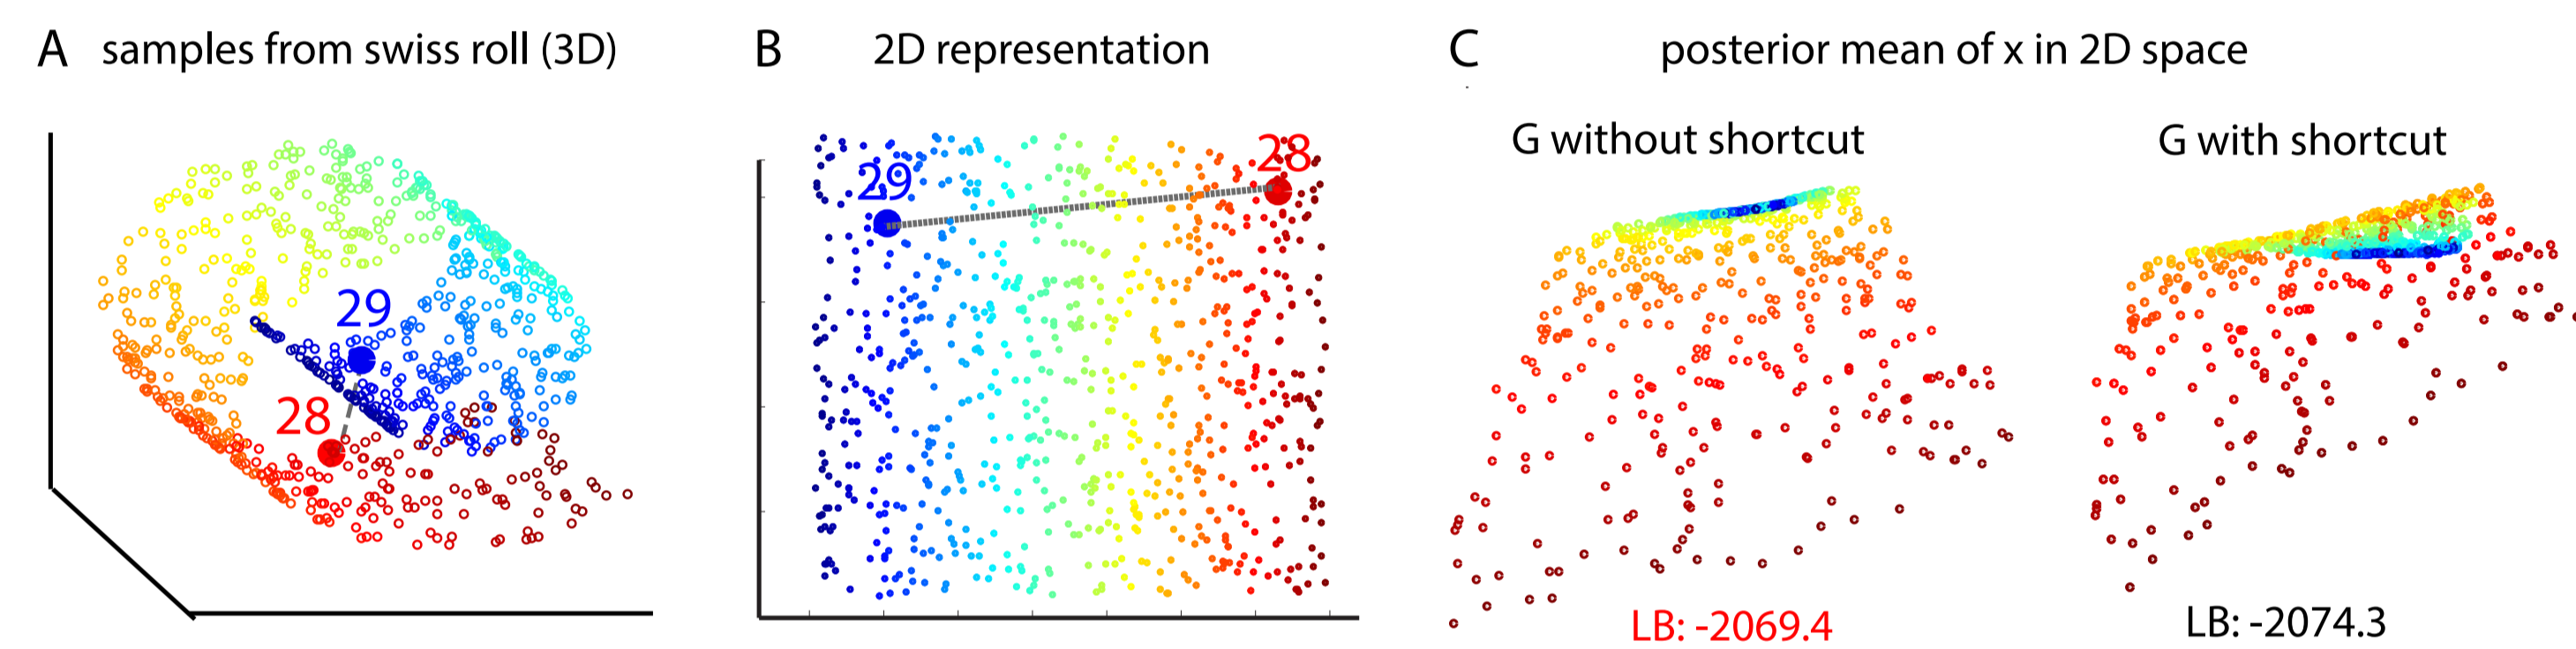 A samples from swiss roll (3D)
29
28
B 2D representation
29
28
C posterior mean of x in 2D space
G without shortcut
LB: -2069.4
G with shortcut
LB: -2074.3